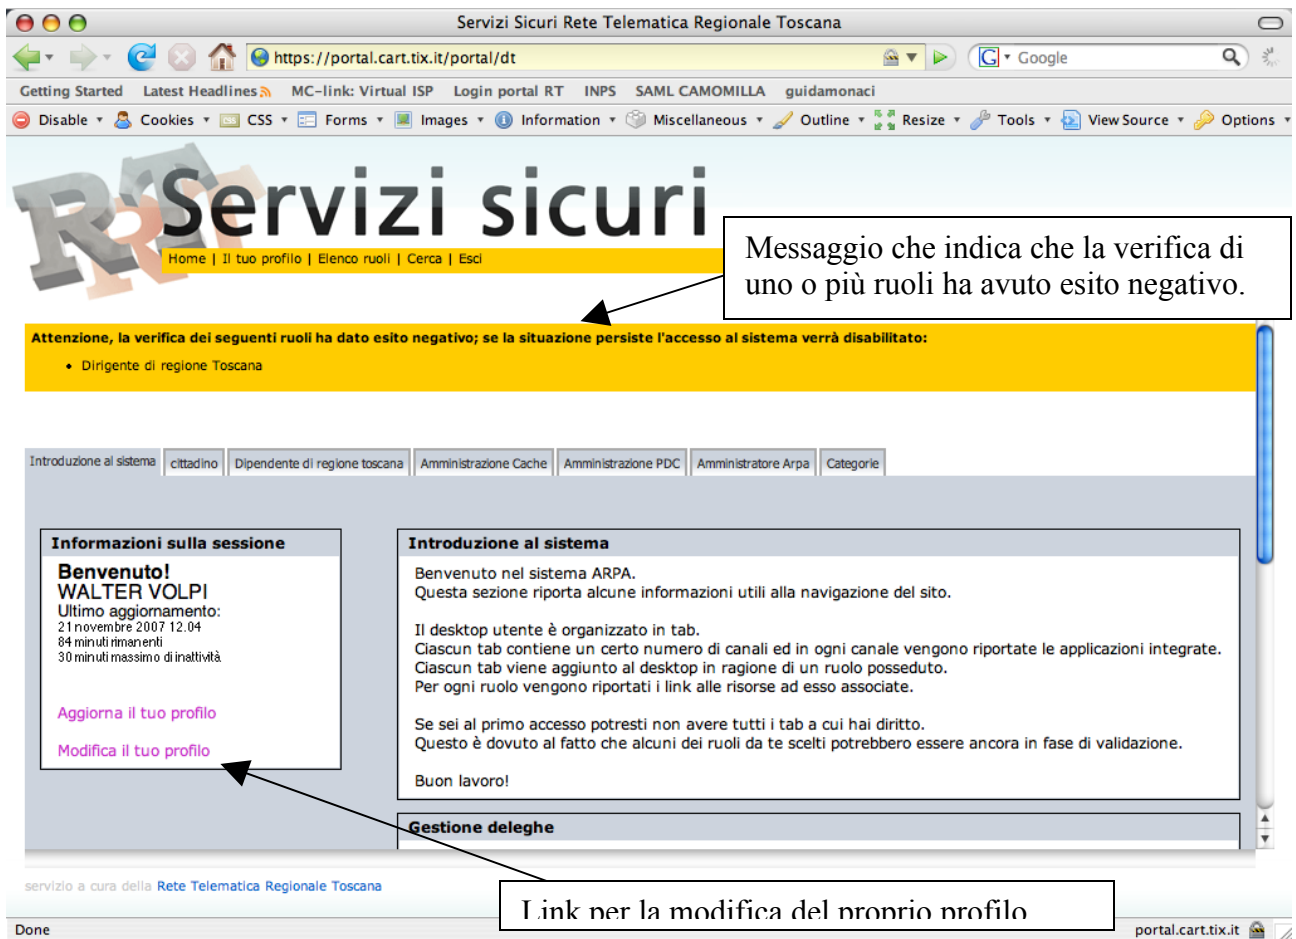 Servizi Sicuri Rete Telematica Regionale Toscana
https://portal.cart.tix.it/portal/dt
G Google
Getting Started Latest Headlines MC-link: Virtual ISP Login portal RT INPS SAML CAMOMILLA guidamonaci
Disable Cookies CSS Forms Images Information Miscellaneous Outline Resize Tools View Source Options
RTRT Servizi sicuri
Home | Il tuo profilo | Elenco ruoli | Cerca | Esci
Messaggio che indica che la verifica di
uno o più ruoli ha avuto esito negativo.
Attenzione, la verifica dei seguenti ruoli ha dato esito negativo; se la situazione persiste l'accesso al sistema verrà disabilitato:
• Dirigente di regione Toscana
Introduzione al sistema cittadino Dipendente di regione toscana Amministrazione Cache Amministrazione PDC Amministratore Arpa Categorie
Informazioni sulla sessione
Benvenuto!
WALTER VOLPI
Ultimo aggiornamento:
21 novembre 2007 12.04
84 minuti rimanenti
30 minuti massimo di inattività
Aggiorna il tuo profilo
Modifica il tuo profilo
Introduzione al sistema
Benvenuto nel sistema ARPA.
Questa sezione riporta alcune informazioni utili alla navigazione del sito.
Il desktop utente è organizzato in tab.
Ciascun tab contiene un certo numero di canali ed in ogni canale vengono riportate le applicazioni integrate.
Ciascun tab viene aggiunto al desktop in ragione di un ruolo posseduto.
Per ogni ruolo vengono riportati i link alle risorse ad esso associate.
Se sei al primo accesso potresti non avere tutti i tab a cui hai diritto.
Questo è dovuto al fatto che alcuni dei ruoli da te scelti potrebbero essere ancora in fase di validazione.
Buon lavoro!
Gestione deleghe
servizio a cura della Rete Telematica Regionale Toscana
Link per la modifica del proprio profilo
Done portal.cart.tix.it